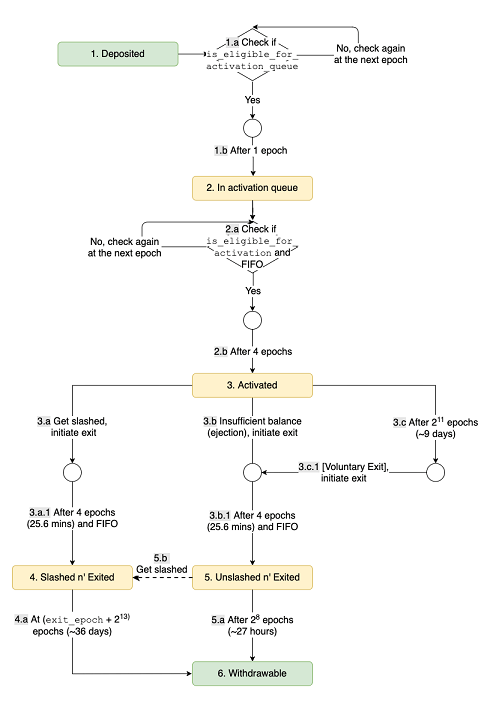 1. Deposited
1.a Check if
is_eligible_for_
activation_queue
No, check again
at the next epoch
Yes
1.b After 1 epoch
2. In activation queue
2.a Check if
is_eligible_for_
activation and
FIFO
No, check again
at the next epoch
Yes
2.b After 4 epochs
3. Activated
3.a Get slashed,
initiate exit
3.b Insufficient balance
(ejection), initiate exit
3.c After 2^11 epochs
(~9 days)
3.c.1 [Voluntary Exit],
initiate exit
3.a.1 After 4 epochs
(25.6 mins) and FIFO
3.b.1 After 4 epochs
(25.6 mins) and FIFO
5.b
Get slashed
4. Slashed n' Exited
5. Unslashed n' Exited
4.a At (exit_epoch + 2^13)
epochs (~36 days)
5.a After 2^8 epochs
(~27 hours)
6. Withdrawable